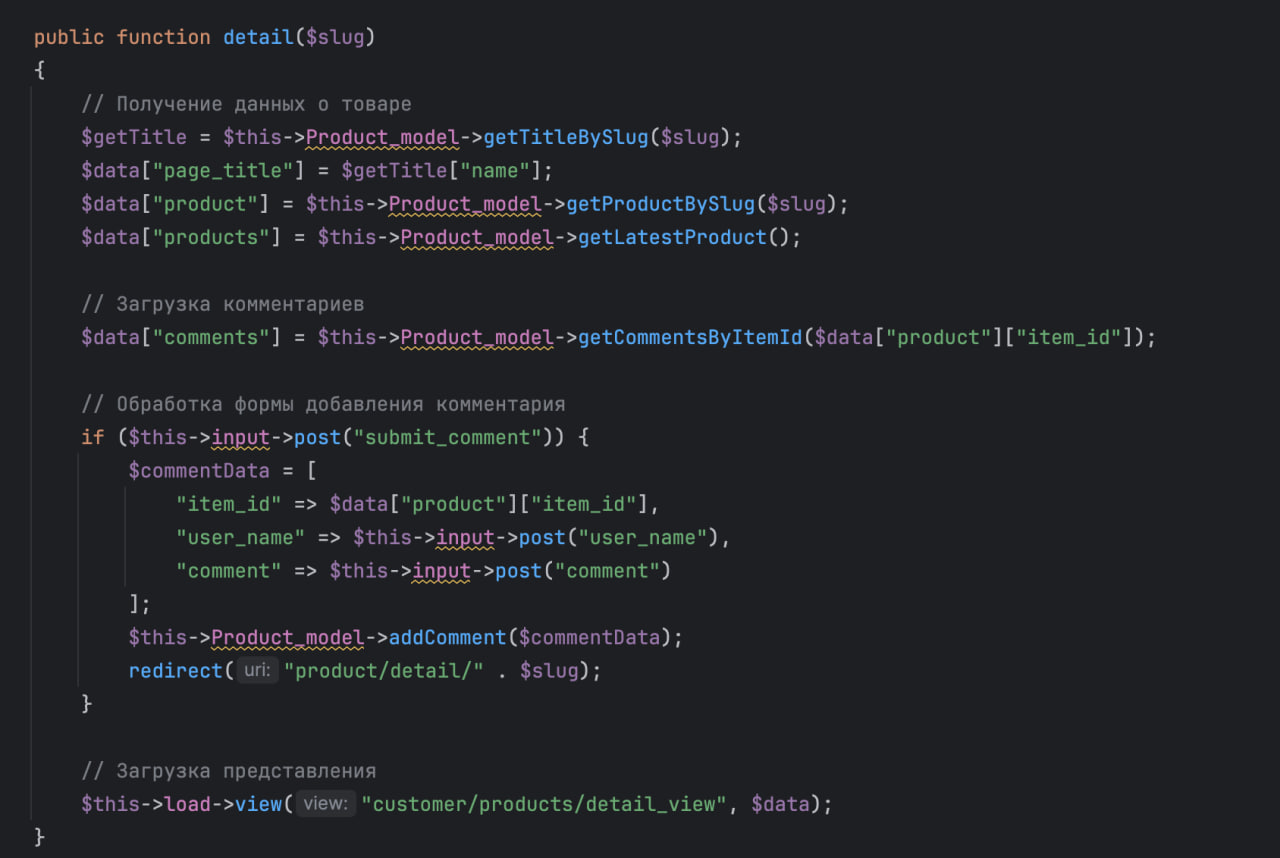 public function detail($slug)
{
// Получение данных о товаре
$getTitle = $this->Product_model->getTitleBySlug($slug);
$data["page_title"] = $getTitle["name"];
$data["product"] = $this->Product_model->getProductBySlug($slug);
$data["products"] = $this->Product_model->getLatestProduct();
// Загрузка комментариев
$data["comments"] = $this->Product_model->getCommentsByItemId($data["product"]["item_id"]);
// Обработка формы добавления комментария
if ($this->input->post("submit_comment")) {
$commentData = [
"item_id" => $data["product"]["item_id"],
"user_name" => $this->input->post("user_name"),
"comment" => $this->input->post("comment")
];
$this->Product_model->addComment($commentData);
redirect( uri: "product/detail/" . $slug);
}
// Загрузка представления
$this->load->view( view: "customer/products/detail_view", $data);
}